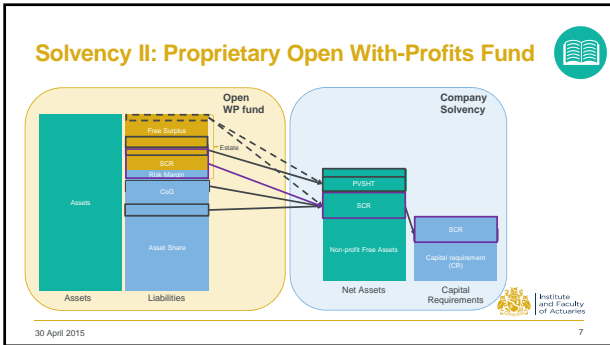 Solvency II: Proprietary Open With-Profits Fund
Open
WP fund
Company
Solvency
Free Surplus
Estate
SCR
Risk Margin
CoG
Assets
Asset Share
PVSHT
SCR
Non-profit Free Assets
SCR
Capital requirement
(CR)
Assets
Liabilities
Net Assets
Capital
Requirements
Institute
and Faculty
of Actuaries
30 April 2015
7